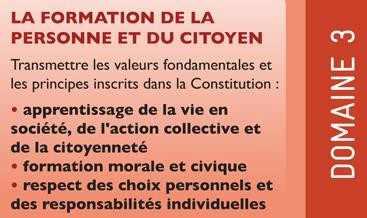 LA FORMATION DE LA
PERSONNE ET DU CITOYEN
Transmettre les valeurs fondamentales et
les principes inscrits dans la Constitution :
• apprentissage de la vie en
société, de l'action collective et
de la citoyenneté
• formation morale et civique
• respect des choix personnels et
des responsabilités individuelles
DOMAINE 3